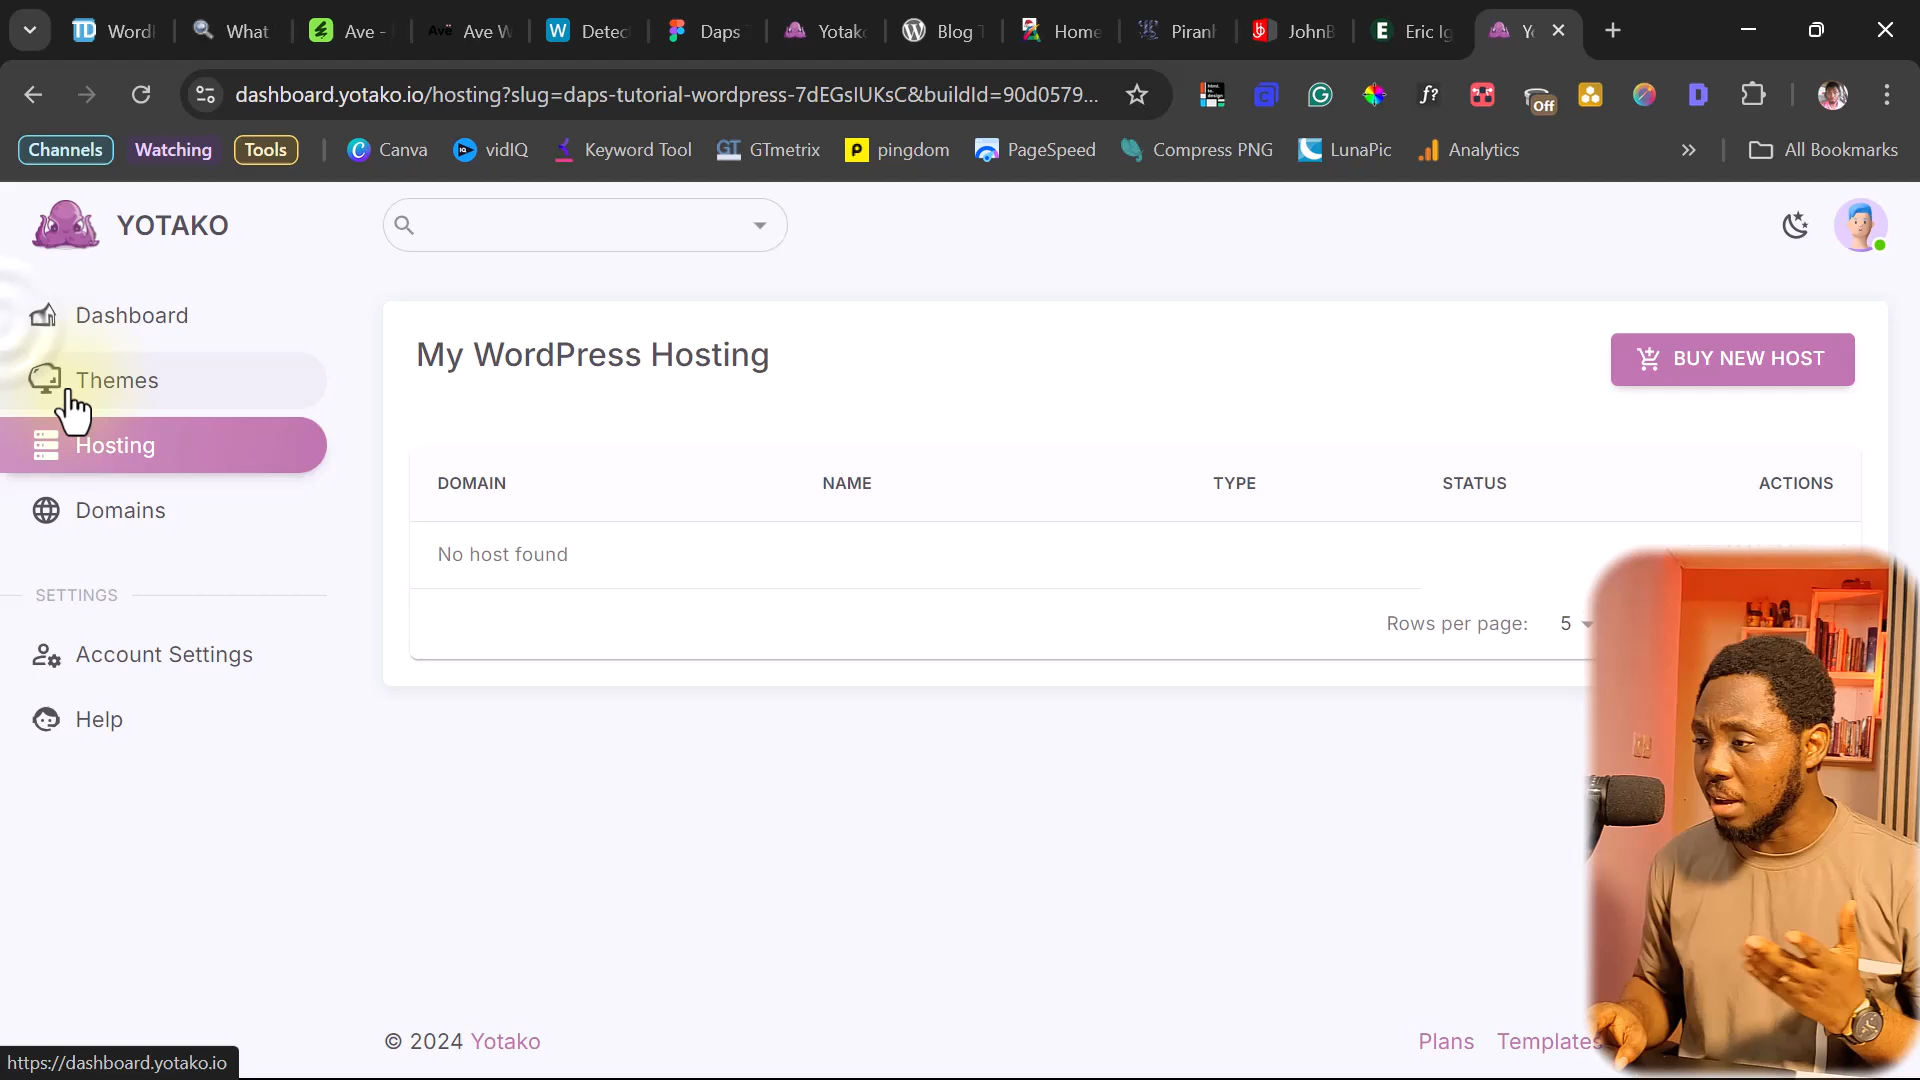 Word
What
Ave -
Ave W
Detec
Daps
Yotak
Blog T
Home
Piran
JohnB
Eric Ig
Y
dashboard.yotako.io/hosting?slug=daps-tutorial-wordpress-7dEGsIUKsC&buildId=90d0579...
Off
Channels
Watching
Tools
Canva
vidIQ
Keyword Tool
GTmetrix
pingdom
PageSpeed
Compress PNG
LunaPic
Analytics
»
All Bookmarks
YOTAKO
Dashboard
Themes
Hosting
Domains
SETTINGS
Account Settings
Help
My WordPress Hosting
BUY NEW HOST
DOMAIN NAME TYPE STATUS ACTIONS
No host found
Rows per page: 5
© 2024 Yotako
Plans Templates
https://dashboard.yotako.io